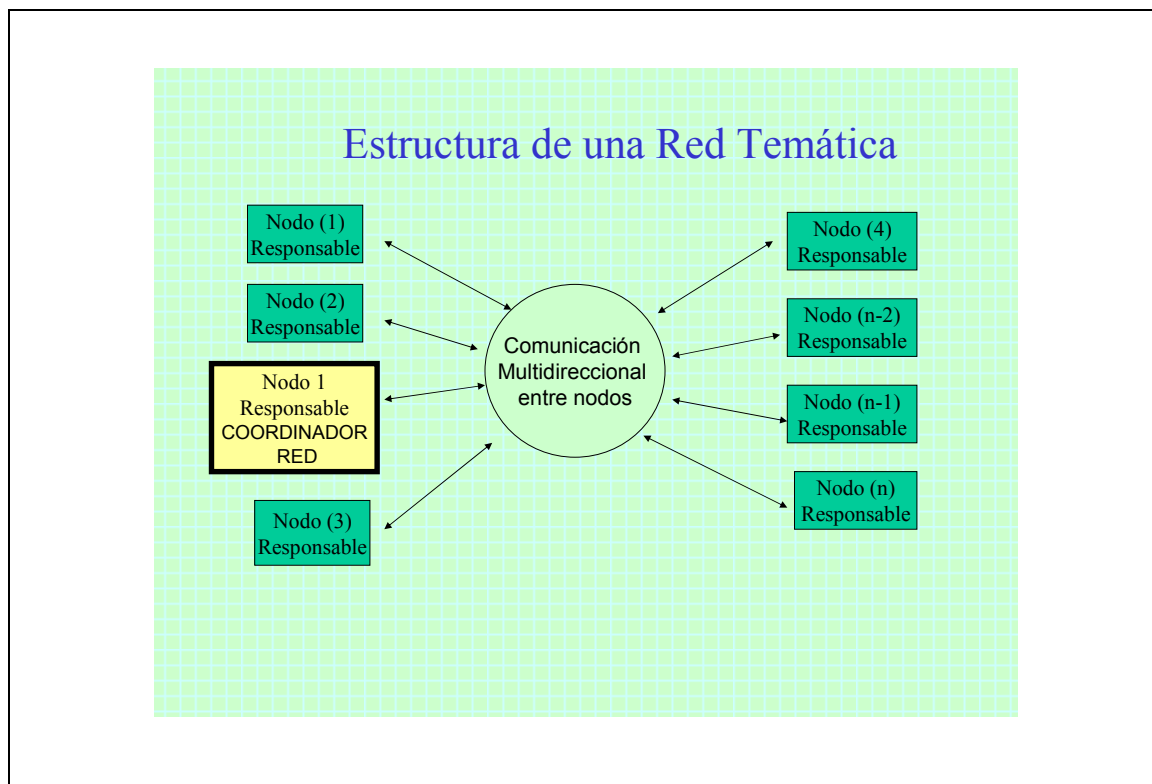 Estructura de una Red Temática
Nodo (1)
Responsable
Nodo (2)
Responsable
Nodo 1
Responsable
COORDINADOR
RED
Nodo (3)
Responsable
Comunicación
Multidireccional
entre nodos
Nodo (4)
Responsable
Nodo (n-2)
Responsable
Nodo (n-1)
Responsable
Nodo (n)
Responsable